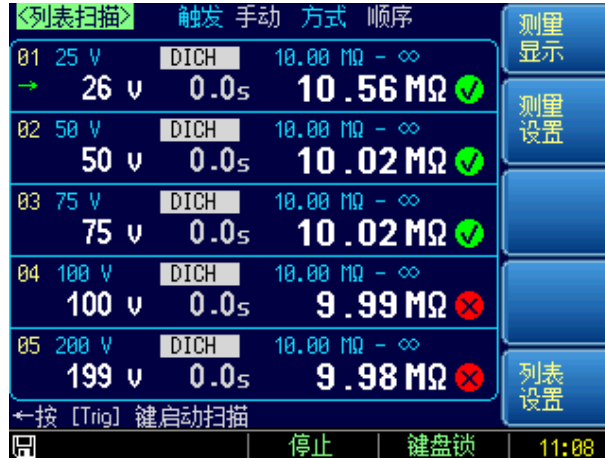 <列表扫描> 触发 手动 方式 顺序
测量
显示
01 25 V DICH 10.00 MΩ - ∞
→ 26 V 0.0s 10.56 MΩ
测量
设置
02 50 V DICH 10.00 MΩ - ∞
50 V 0.0s 10.02 MΩ
03 75 V DICH 10.00 MΩ - ∞
75 V 0.0s 10.02 MΩ
04 100 V DICH 10.00 MΩ - ∞
100 V 0.0s 9.99 MΩ
05 200 V DICH 10.00 MΩ - ∞
199 V 0.0s 9.98 MΩ
列表
设置
←按 [Trig] 键启动扫描
停止 键盘锁 11:08